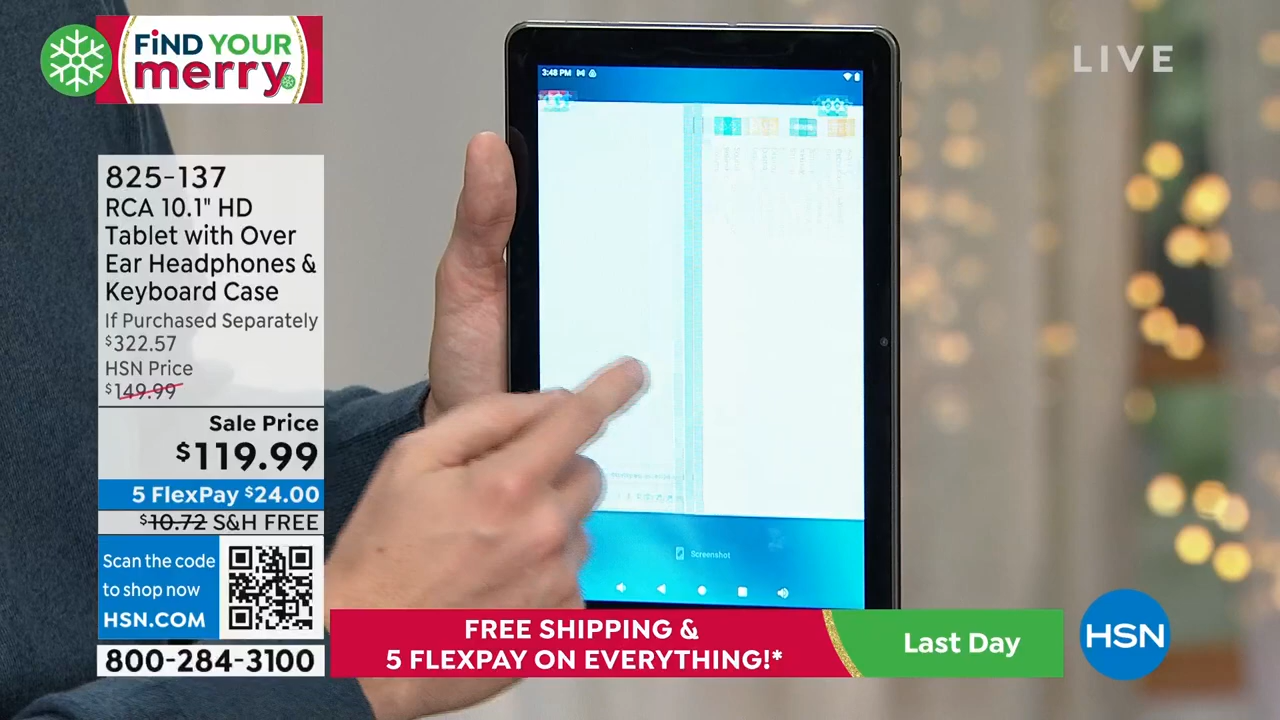 FiND YOUR
merry
LIVE
825-137
RCA 10.1" HD
Tablet with Over
Ear Headphones &
Keyboard Case
If Purchased Separately
$322.57
HSN Price
$149.99
Sale Price
$119.99
5 FlexPay $24.00
$10.72 S&H FREE
Scan the code
to shop now
HSN.COM
800-284-3100
3:48 PM
Screenshot
FREE SHIPPING &
5 FLEXPAY ON EVERYTHING!*
Last Day
HSN